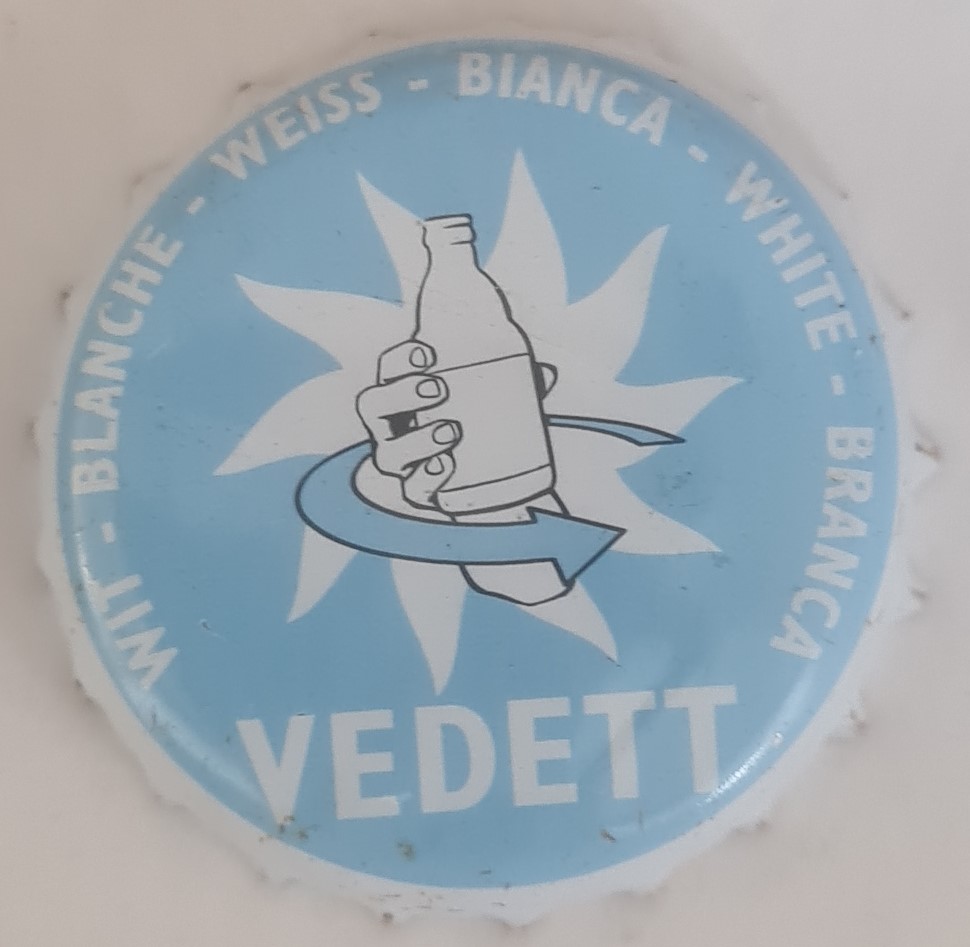 WIT - BLANCHE - WEISS - BIANCA - WHITE - BRANCA
VEDETT